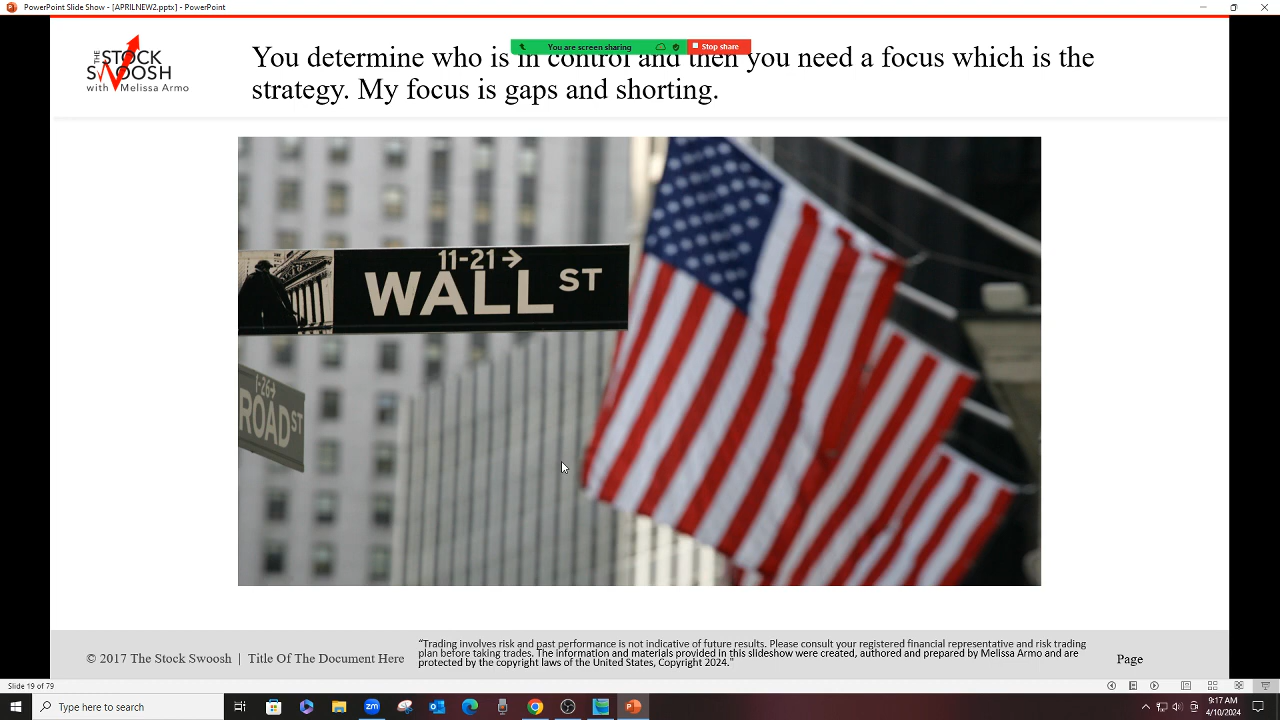 PowerPoint Slide Show - [APRILNEW2.pptx] - PowerPoint
You are screen sharing
Stop share
THE STOCK
SWOOSH
with Melissa Armo
You determine who is in control and then you need a focus which is the
strategy. My focus is gaps and shorting.
11-21→
WALL ST
1-26→
ROAD ST
© 2017 The Stock Swoosh | Title Of The Document Here
“Trading involves risk and past performance is not indicative of future results. Please consult your registered financial representative and risk trading
plan before taking trades. The information and materials provided in this slideshow were created, authored and prepared by Melissa Armo and are
protected by the copyright laws of the United States, Copyright 2024."
Page
Slide 19 of 79
Type here to search
9:17 AM
4/10/2024